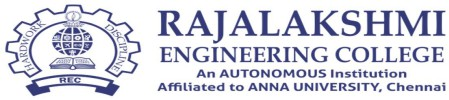 HARDWORK
DISCIPLINE
REC
RAJALAKSHMI
ENGINEERING COLLEGE
An AUTONOMOUS Institution
Affiliated to ANNA UNIVERSITY, Chennai